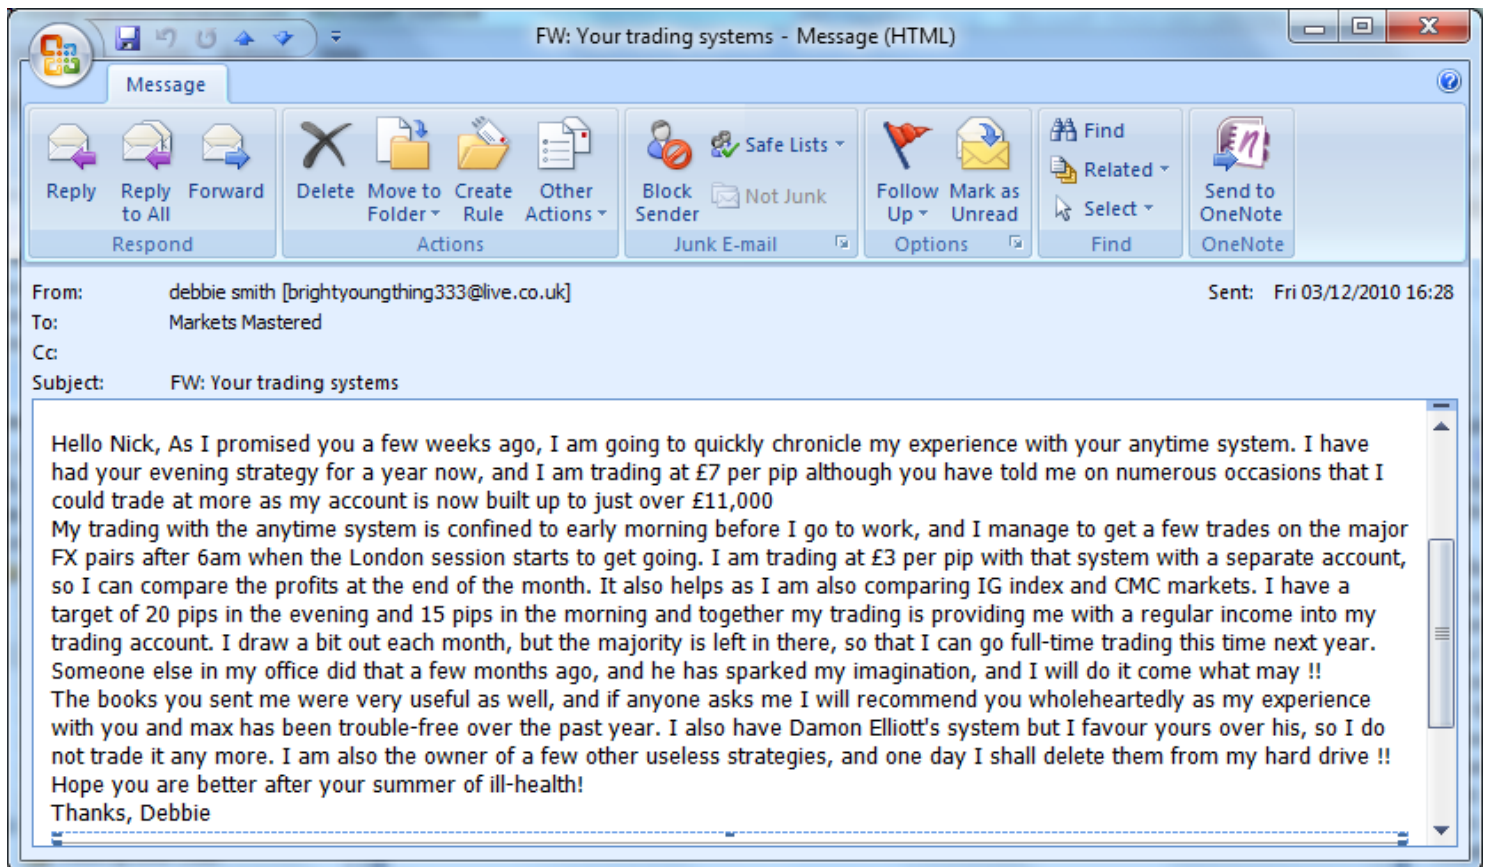 FW: Your trading systems - Message (HTML)
Message
Reply
Reply to All
Forward
Respond
Delete
Move to Folder
Create Rule
Other Actions
Actions
Block Sender
Safe Lists
Not Junk
Junk E-mail
Follow Up
Mark as Unread
Options
Find
Related
Select
Find
Send to OneNote
OneNote
From: debbie smith [brightyoungthing333@live.co.uk] Sent: Fri 03/12/2010 16:28
To: Markets Mastered
Cc:
Subject: FW: Your trading systems
Hello Nick, As I promised you a few weeks ago, I am going to quickly chronicle my experience with your anytime system. I have
had your evening strategy for a year now, and I am trading at £7 per pip although you have told me on numerous occasions that I
could trade at more as my account is now built up to just over £11,000
My trading with the anytime system is confined to early morning before I go to work, and I manage to get a few trades on the major
FX pairs after 6am when the London session starts to get going. I am trading at £3 per pip with that system with a separate account,
so I can compare the profits at the end of the month. It also helps as I am also comparing IG index and CMC markets. I have a
target of 20 pips in the evening and 15 pips in the morning and together my trading is providing me with a regular income into my
trading account. I draw a bit out each month, but the majority is left in there, so that I can go full-time trading this time next year.
Someone else in my office did that a few months ago, and he has sparked my imagination, and I will do it come what may !!
The books you sent me were very useful as well, and if anyone asks me I will recommend you wholeheartedly as my experience
with you and max has been trouble-free over the past year. I also have Damon Elliott's system but I favour yours over his, so I do
not trade it any more. I am also the owner of a few other useless strategies, and one day I shall delete them from my hard drive !!
Hope you are better after your summer of ill-health!
Thanks, Debbie